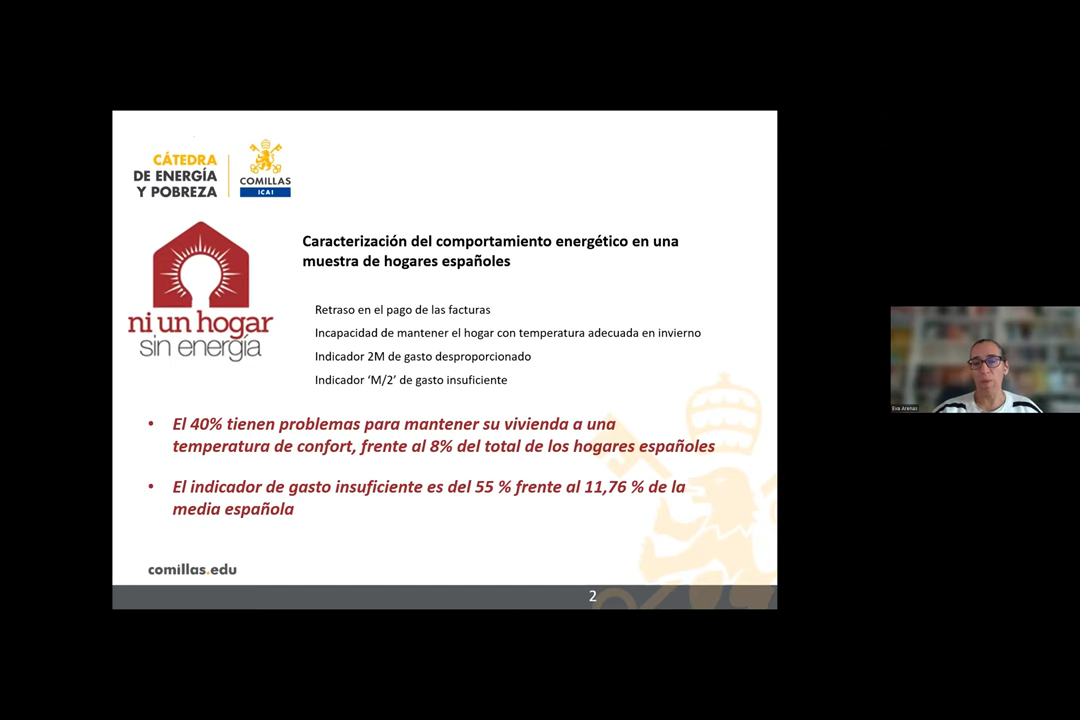 CÁTEDRA
DE ENERGÍA
Y POBREZA
COMILLAS
ICAI
ni un hogar
sin energía
Caracterización del comportamiento energético en una
muestra de hogares españoles
Retraso en el pago de las facturas
Incapacidad de mantener el hogar con temperatura adecuada en invierno
Indicador 2M de gasto desproporcionado
Indicador ‘M/2’ de gasto insuficiente
• El 40% tienen problemas para mantener su vivienda a una
temperatura de confort, frente al 8% del total de los hogares españoles
• El indicador de gasto insuficiente es del 55 % frente al 11,76 % de la
media española
comillas.edu
2
Eva Arenas